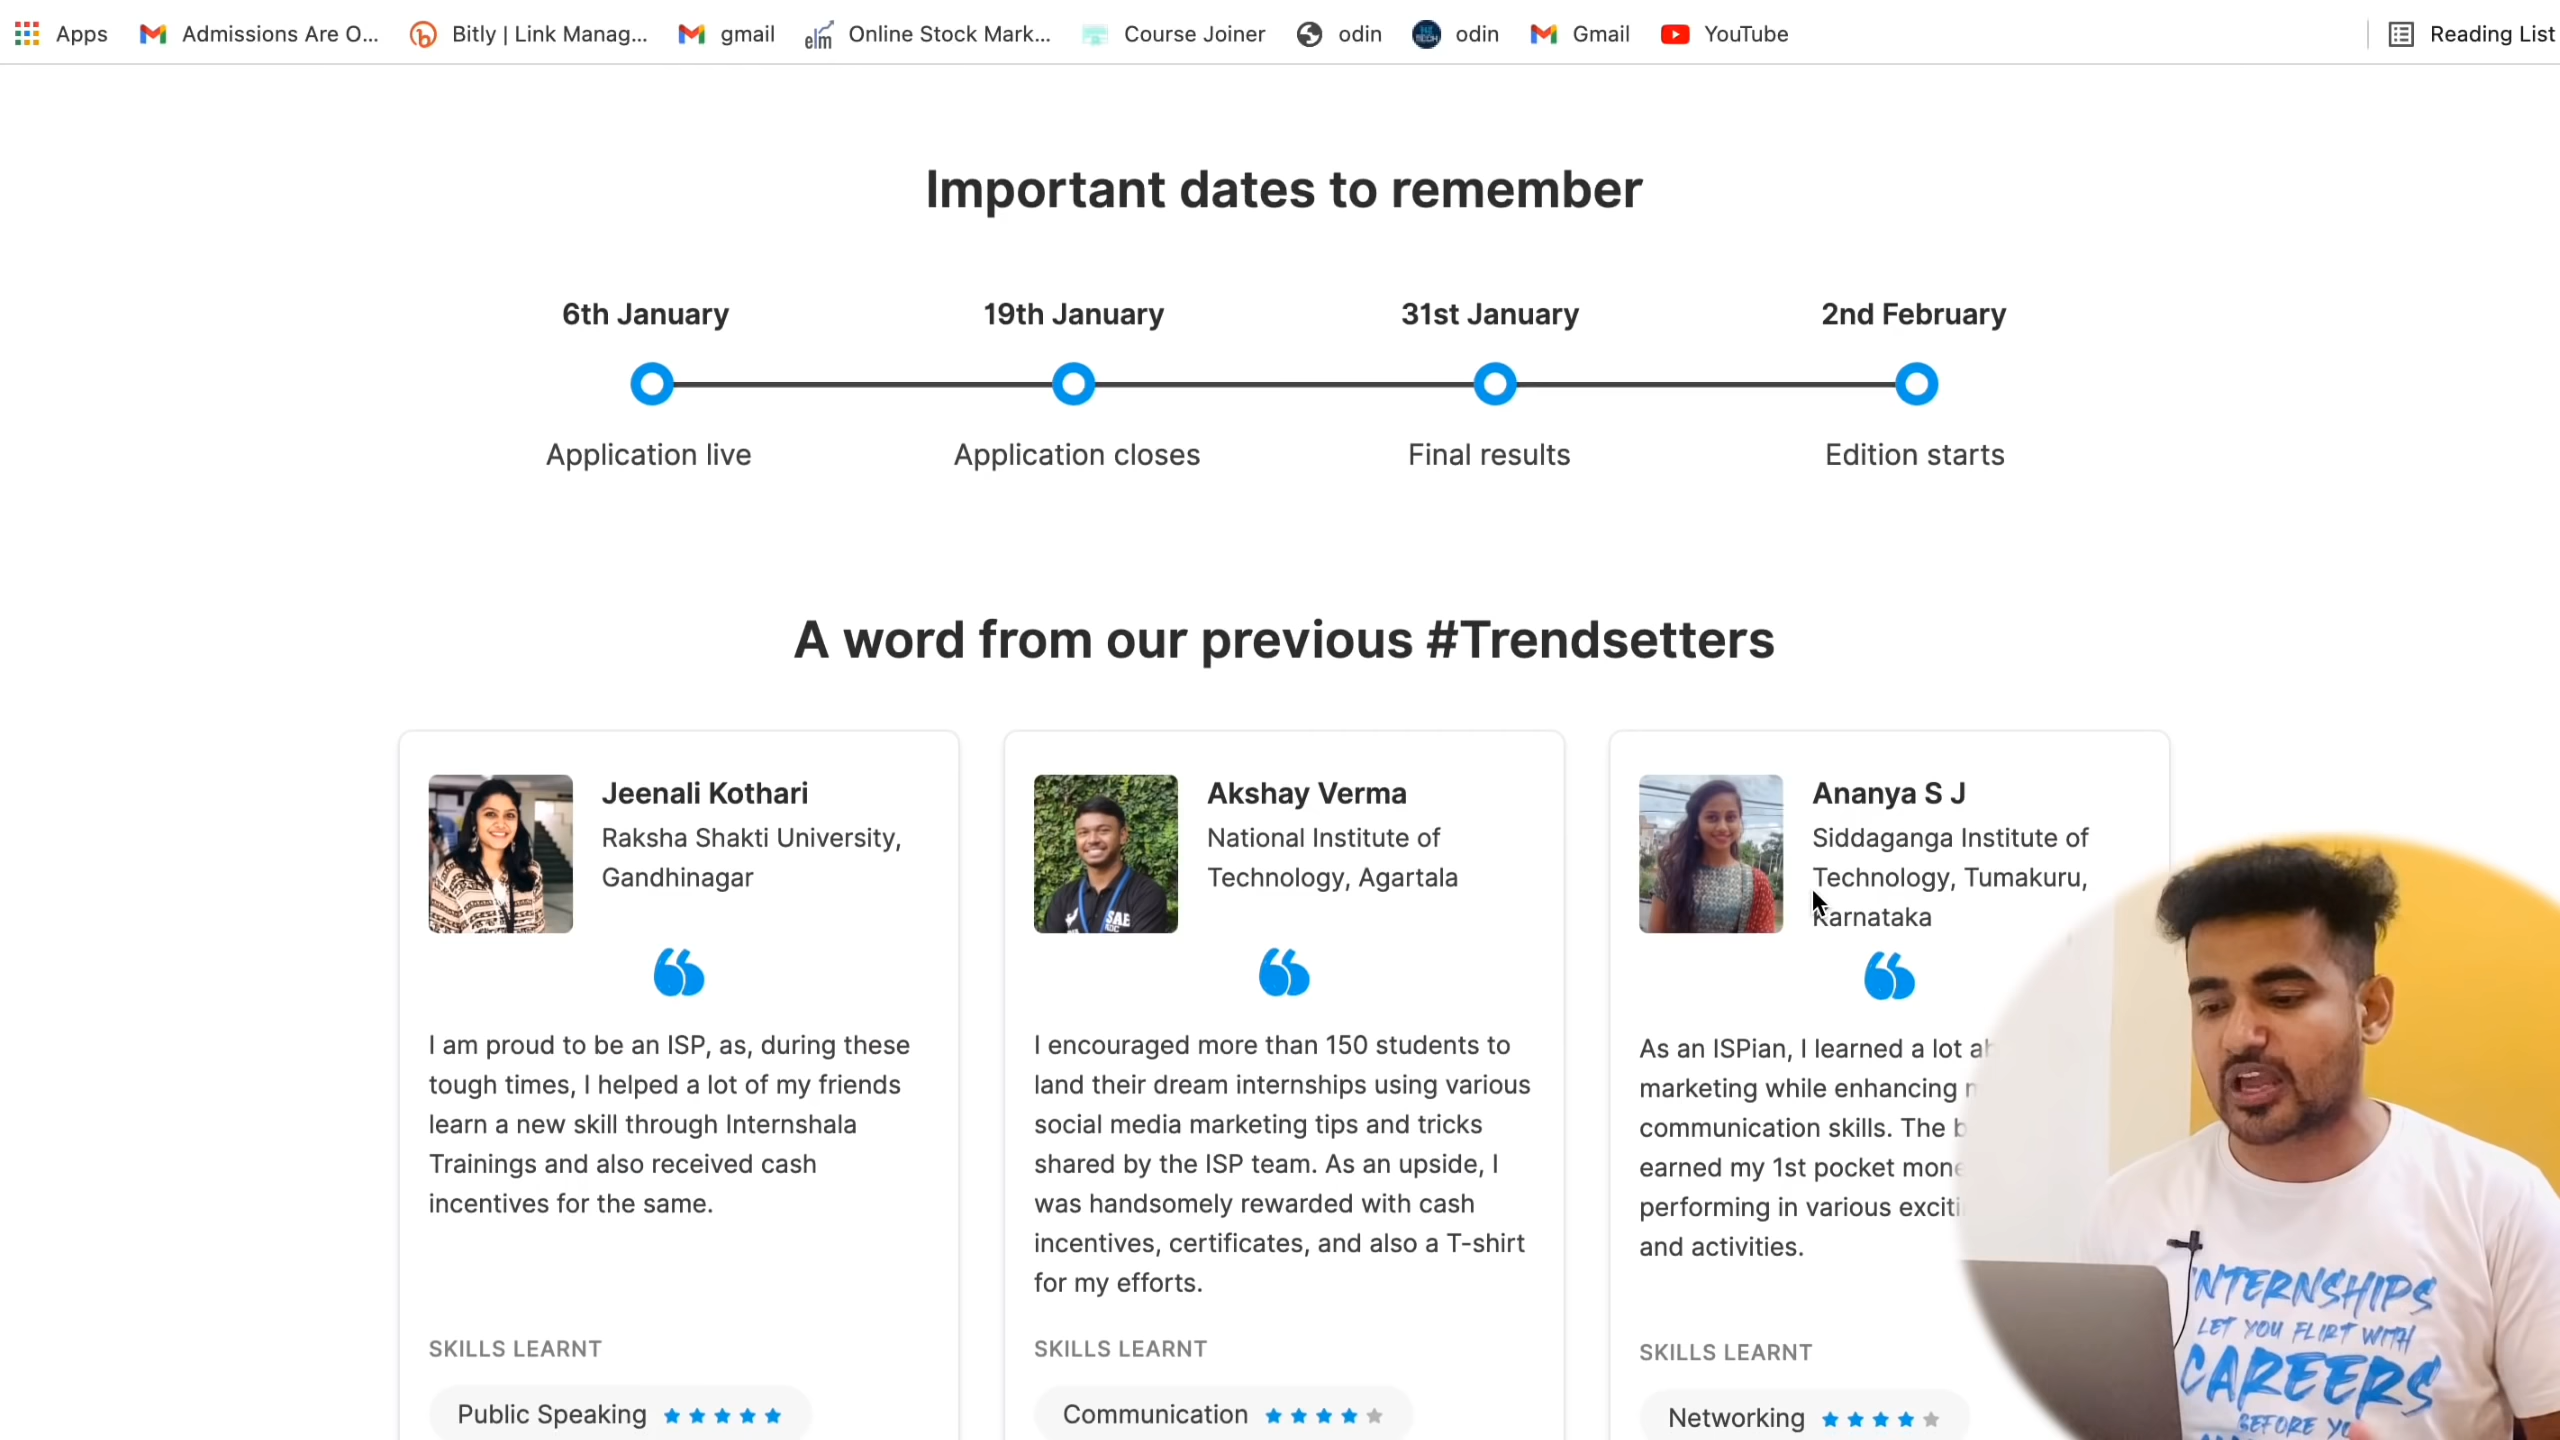 Apps Admissions Are O... Bitly | Link Manag... gmail Online Stock Mark... Course Joiner odin odin Gmail YouTube Reading List
Important dates to remember
6th January 19th January 31st January 2nd February
Application live Application closes Final results Edition starts
A word from our previous #Trendsetters
Jeenali Kothari
Raksha Shakti University,
Gandhinagar
I am proud to be an ISP, as, during these
tough times, I helped a lot of my friends
learn a new skill through Internshala
Trainings and also received cash
incentives for the same.
SKILLS LEARNT
Public Speaking
Akshay Verma
National Institute of
Technology, Agartala
I encouraged more than 150 students to
land their dream internships using various
social media marketing tips and tricks
shared by the ISP team. As an upside, I
was handsomely rewarded with cash
incentives, certificates, and also a T-shirt
for my efforts.
SKILLS LEARNT
Communication
Ananya S J
Siddaganga Institute of
Technology, Tumakuru,
Karnataka
As an ISPian, I learned a lot
marketing while enhancing
communication skills. The
earned my 1st pocket
performing in various
and activities.
SKILLS LEARNT
Networking
INTERNSHIPS
LET YOU FLIRT WITH
CAREERS
BEFORE